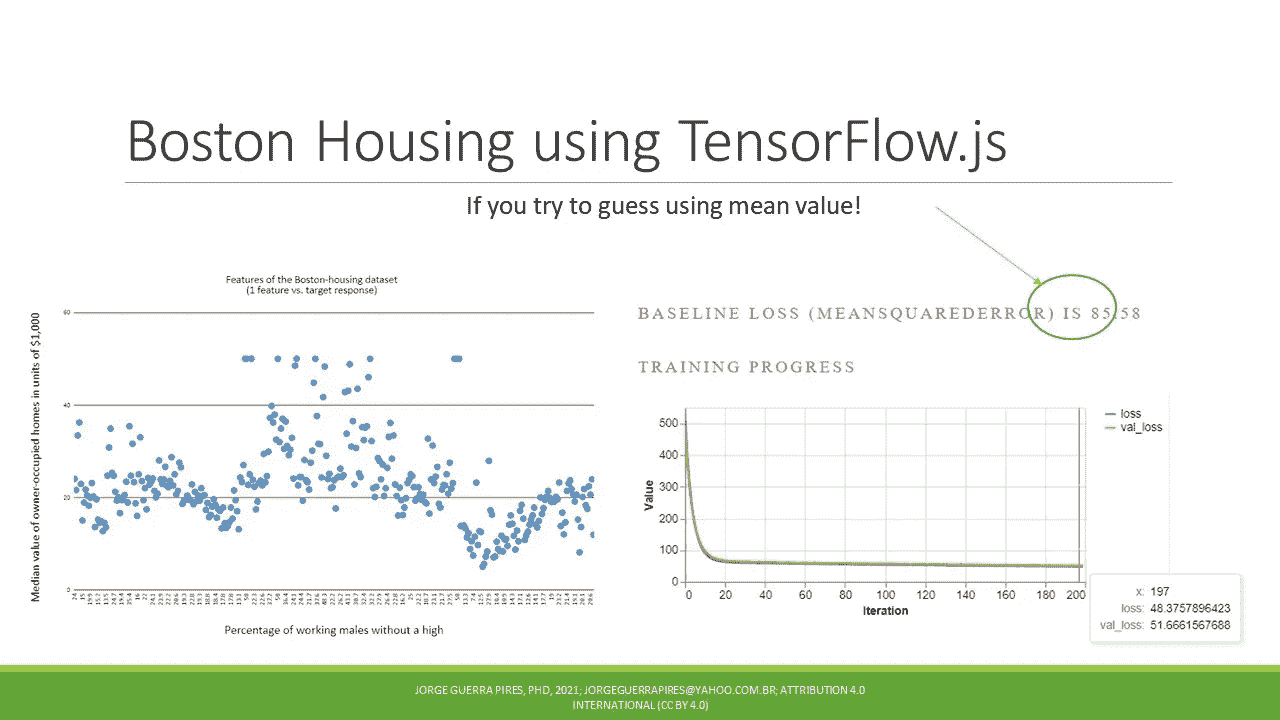 Boston Housing using TensorFlow.js
If you try to guess using mean value!
Features of the Boston-housing dataset
(1 feature vs. target response)
Median value of owner-occupied homes in units of $1,000
60
40
20
0
Percentage of working males without a high
BASELINE LOSS (MEANSQUAREDERROR) IS 85.58
TRAINING PROGRESS
loss
val_loss
Value
500
400
300
200
100
0
0 20 40 60 80 100 120 140 160 180 200
Iteration
x: 197
loss: 48.3757896423
val_loss: 51.6661567688
JORGE GUERRA PIRES, PHD, 2021; JORGEGUERRAPIRES@YAHOO.COM.BR; ATTRIBUTION 4.0
INTERNATIONAL (CC BY 4.0)